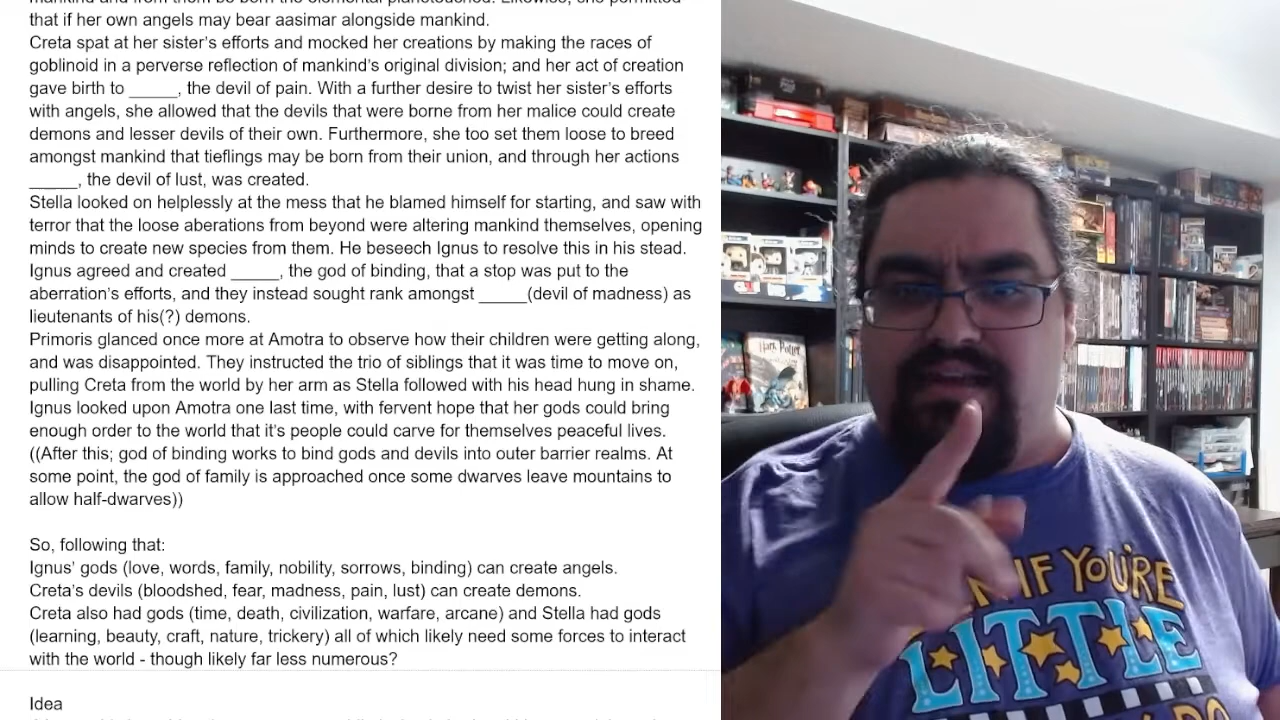 that if her own angels may bear aasimar alongside mankind.
Creta spat at her sister's efforts and mocked her creations by making the races of
goblinoid in a perverse reflection of mankind's original division; and her act of creation
gave birth to _____, the devil of pain. With a further desire to twist her sister's efforts
with angels, she allowed that the devils that were borne from her malice could create
demons and lesser devils of their own. Furthermore, she too set them loose to breed
amongst mankind that tieflings may be born from their union, and through her actions
_____, the devil of lust, was created.
Stella looked on helplessly at the mess that he blamed himself for starting, and saw with
terror that the loose aberations from beyond were altering mankind themselves, opening
minds to create new species from them. He beseech Ignus to resolve this in his stead.
Ignus agreed and created _____, the god of binding, that a stop was put to the
aberration's efforts, and they instead sought rank amongst _____(devil of madness) as
lieutenants of his(?) demons.
Primoris glanced once more at Amotra to observe how their children were getting along,
and was disappointed. They instructed the trio of siblings that it was time to move on,
pulling Creta from the world by her arm as Stella followed with his head hung in shame.
Ignus looked upon Amotra one last time, with fervent hope that her gods could bring
enough order to the world that it's people could carve for themselves peaceful lives.
((After this; god of binding works to bind gods and devils into outer barrier realms. At
some point, the god of family is approached once some dwarves leave mountains to
allow half-dwarves))
So, following that:
Ignus' gods (love, words, family, nobility, sorrows, binding) can create angels.
Creta's devils (bloodshed, fear, madness, pain, lust) can create demons.
Creta also had gods (time, death, civilization, warfare, arcane) and Stella had gods
(learning, beauty, craft, nature, trickery) all of which likely need some forces to interact
with the world - though likely far less numerous?
Idea
Harry Potter
IF YOU'RE
LITTLE